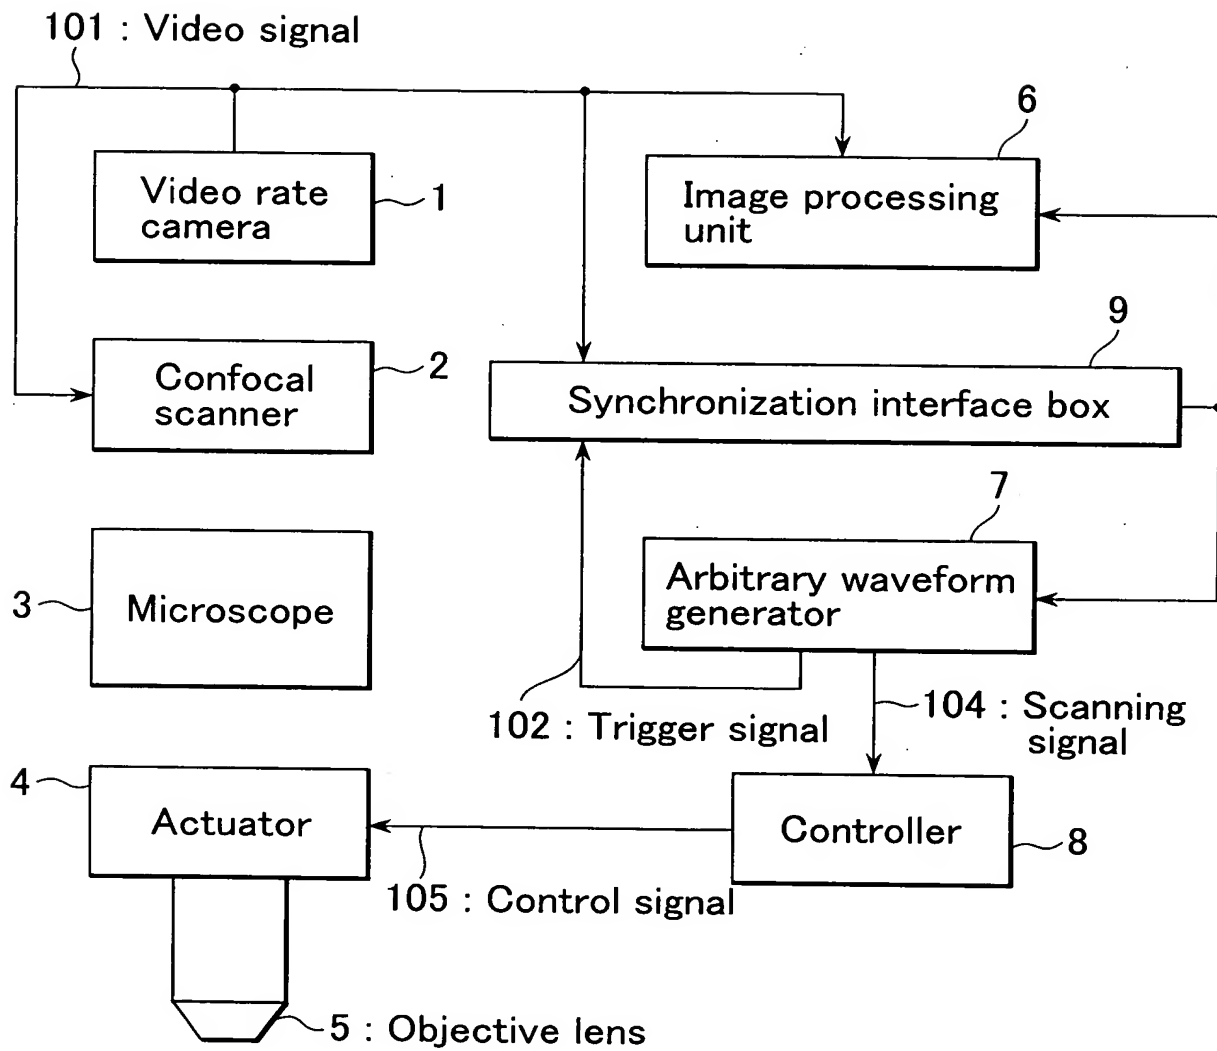 101 : Video signal
6
Video rate
camera
1
Image processing
unit
9
Confocal
scanner
2
Synchronization interface box
7
3
Microscope
Arbitrary waveform
generator
102 : Trigger signal
104 : Scanning
signal
4
Actuator
Controller
8
105 : Control signal
5 : Objective lens